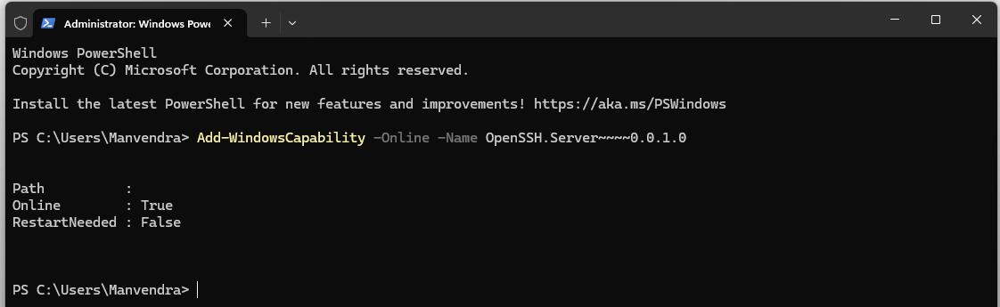 Administrator: Windows Powe
Windows PowerShell
Copyright (C) Microsoft Corporation. All rights reserved.
Install the latest PowerShell for new features and improvements! https://aka.ms/PSWindows
PS C:\Users\Manvendra> Add-WindowsCapability -Online -Name OpenSSH.Server~~~~0.0.1.0
Path          :
Online        : True
RestartNeeded : False
PS C:\Users\Manvendra>